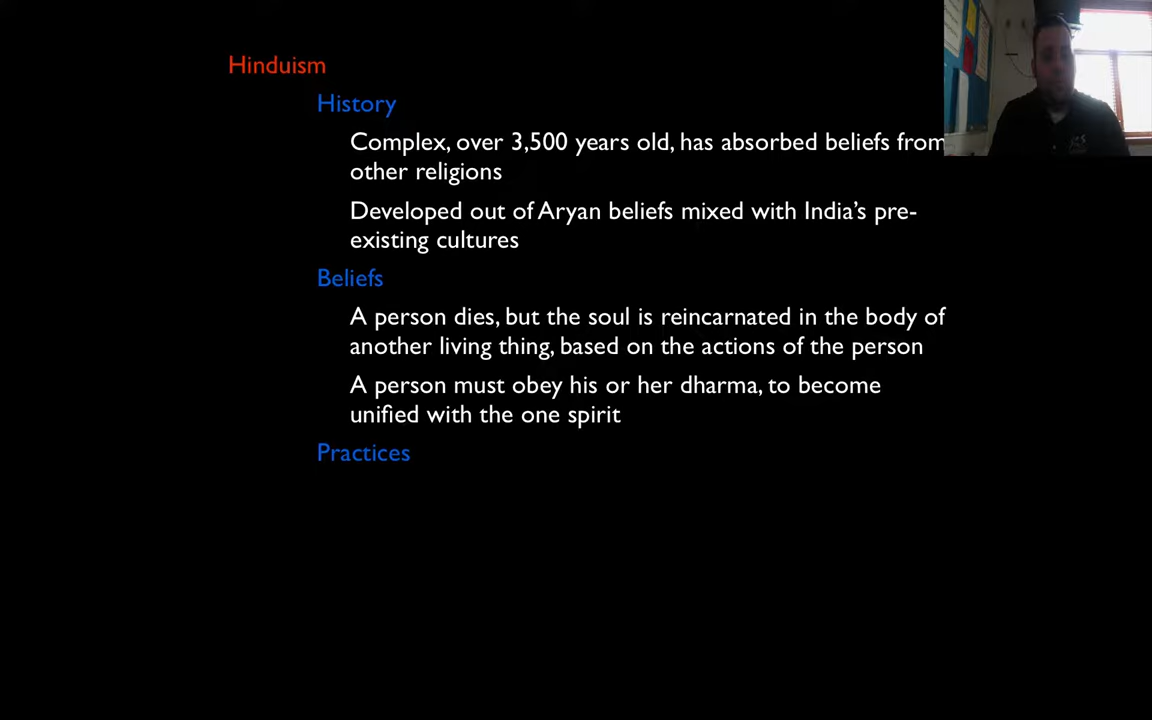 Hinduism
History
Complex, over 3,500 years old, has absorbed beliefs from
other religions
Developed out of Aryan beliefs mixed with India's pre-
existing cultures
Beliefs
A person dies, but the soul is reincarnated in the body of
another living thing, based on the actions of the person
A person must obey his or her dharma, to become
unified with the one spirit
Practices